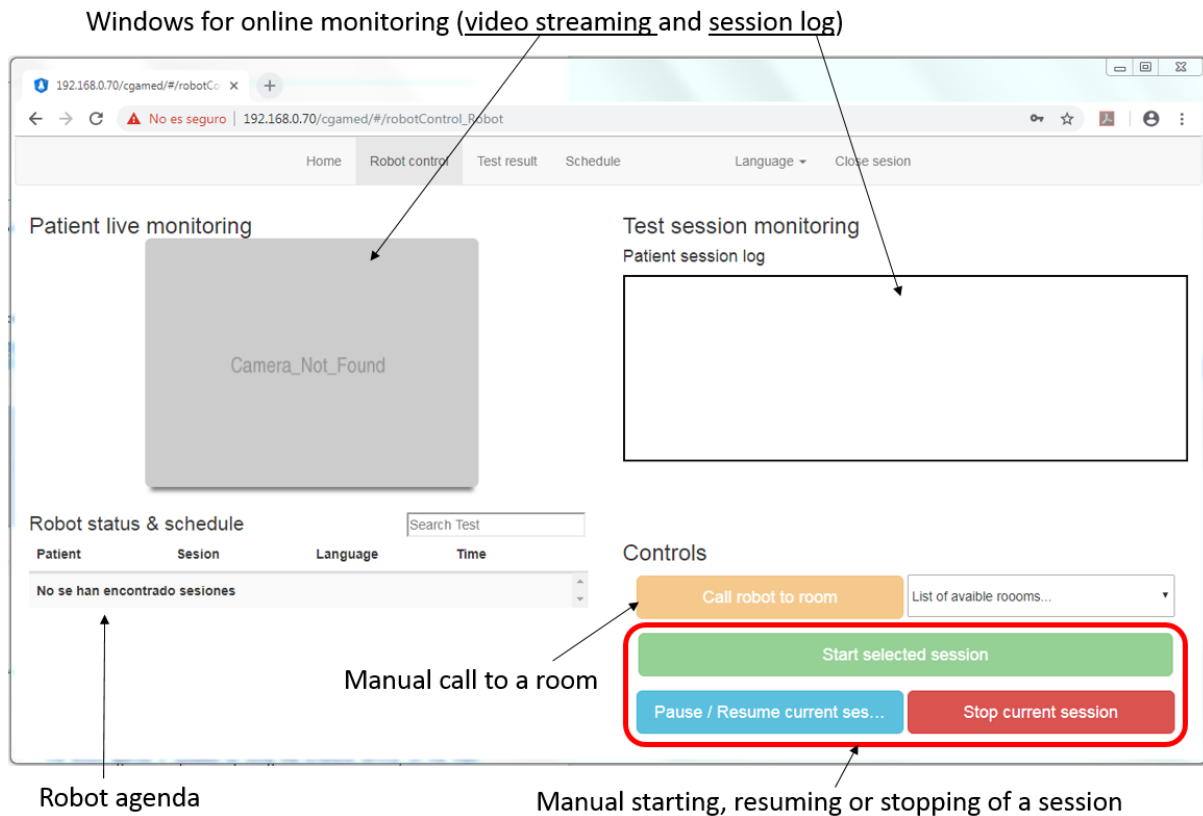 Windows for online monitoring (video streaming and session log)
192.168.0.70/cgamed/#/robotCo
No es seguro | 192.168.0.70/cgamed/#/robotControl_Robot
Home Robot control Test result Schedule Language Close sesion
Patient live monitoring
Camera_Not_Found
Test session monitoring
Patient session log
Robot status & schedule
Search Test
Patient Sesion Language Time
No se han encontrado sesiones
Controls
Call robot to room
List of avaible roooms...
Start selected session
Pause / Resume current ses...
Stop current session
Manual call to a room
Robot agenda
Manual starting, resuming or stopping of a session